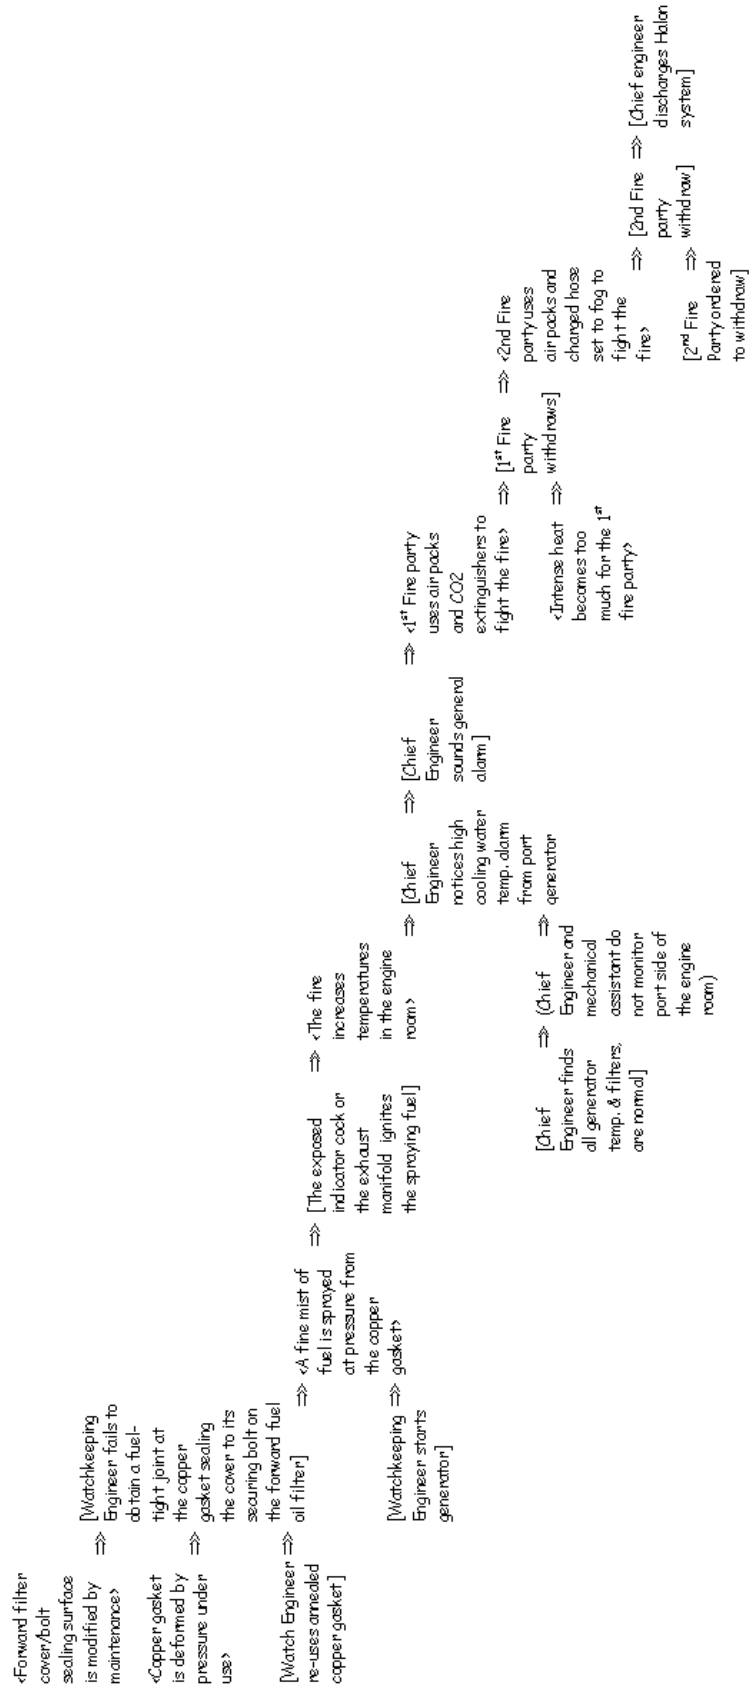 <Forward filter
cover/bolt
sealing surface
is modified by
maintenance>
⇒
<Copper gasket
is deformed by
pressure under
use>
⇒
[Watch Engineer
re-uses annealed
copper gasket]
⇒
[Watchkeeping
Engineer fails to
obtain a fuel-
tight joint at
the copper
gasket sealing
the cover to its
securing bolt on
the forward fuel
oil filter]
⇒
[Watchkeeping
Engineer starts
generator]
⇒
<A fine mist of
fuel is sprayed
at pressure from
the copper
gasket>
⇒
[The exposed
indicator cock or
the exhaust
manifold ignites
the spraying fuel]
⇒
<The fire
increases
temperatures
in the engine
room>
⇒
[Chief
Engineer finds
all generator
temp. & filters,
are normal]
⇒
(Chief
Engineer and
mechanical
assistant do
not monitor
port side of
the engine
room)
⇒
[Chief
Engineer
notices high
cooling water
temp. alarm
from port
generator
⇒
[Chief
Engineer
sounds general
alarm]
⇒
<1st Fire party
uses air packs
and CO2
extinguishers to
fight the fire>
⇒
<Intense heat
becomes too
much for the 1st
fire party>
⇒
[1st Fire
party
withdraws]
⇒
<2nd Fire
party uses
air packs and
charged hose
set to fog to
fight the
fire>
⇒
[2nd Fire
Party ordered
to withdraw]
⇒
[2nd Fire
party
withdraw]
⇒
[Chief engineer
discharges Halon
system]